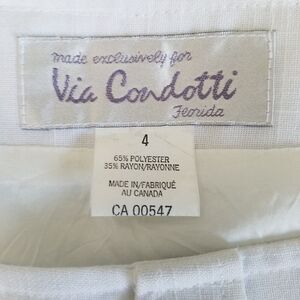 made exclusively for
Via Condotti
Florida
4
65% POLYESTER
35% RAYON/RAYONNE
MADE IN/FABRIQUÉ
AU CANADA
CA 00547